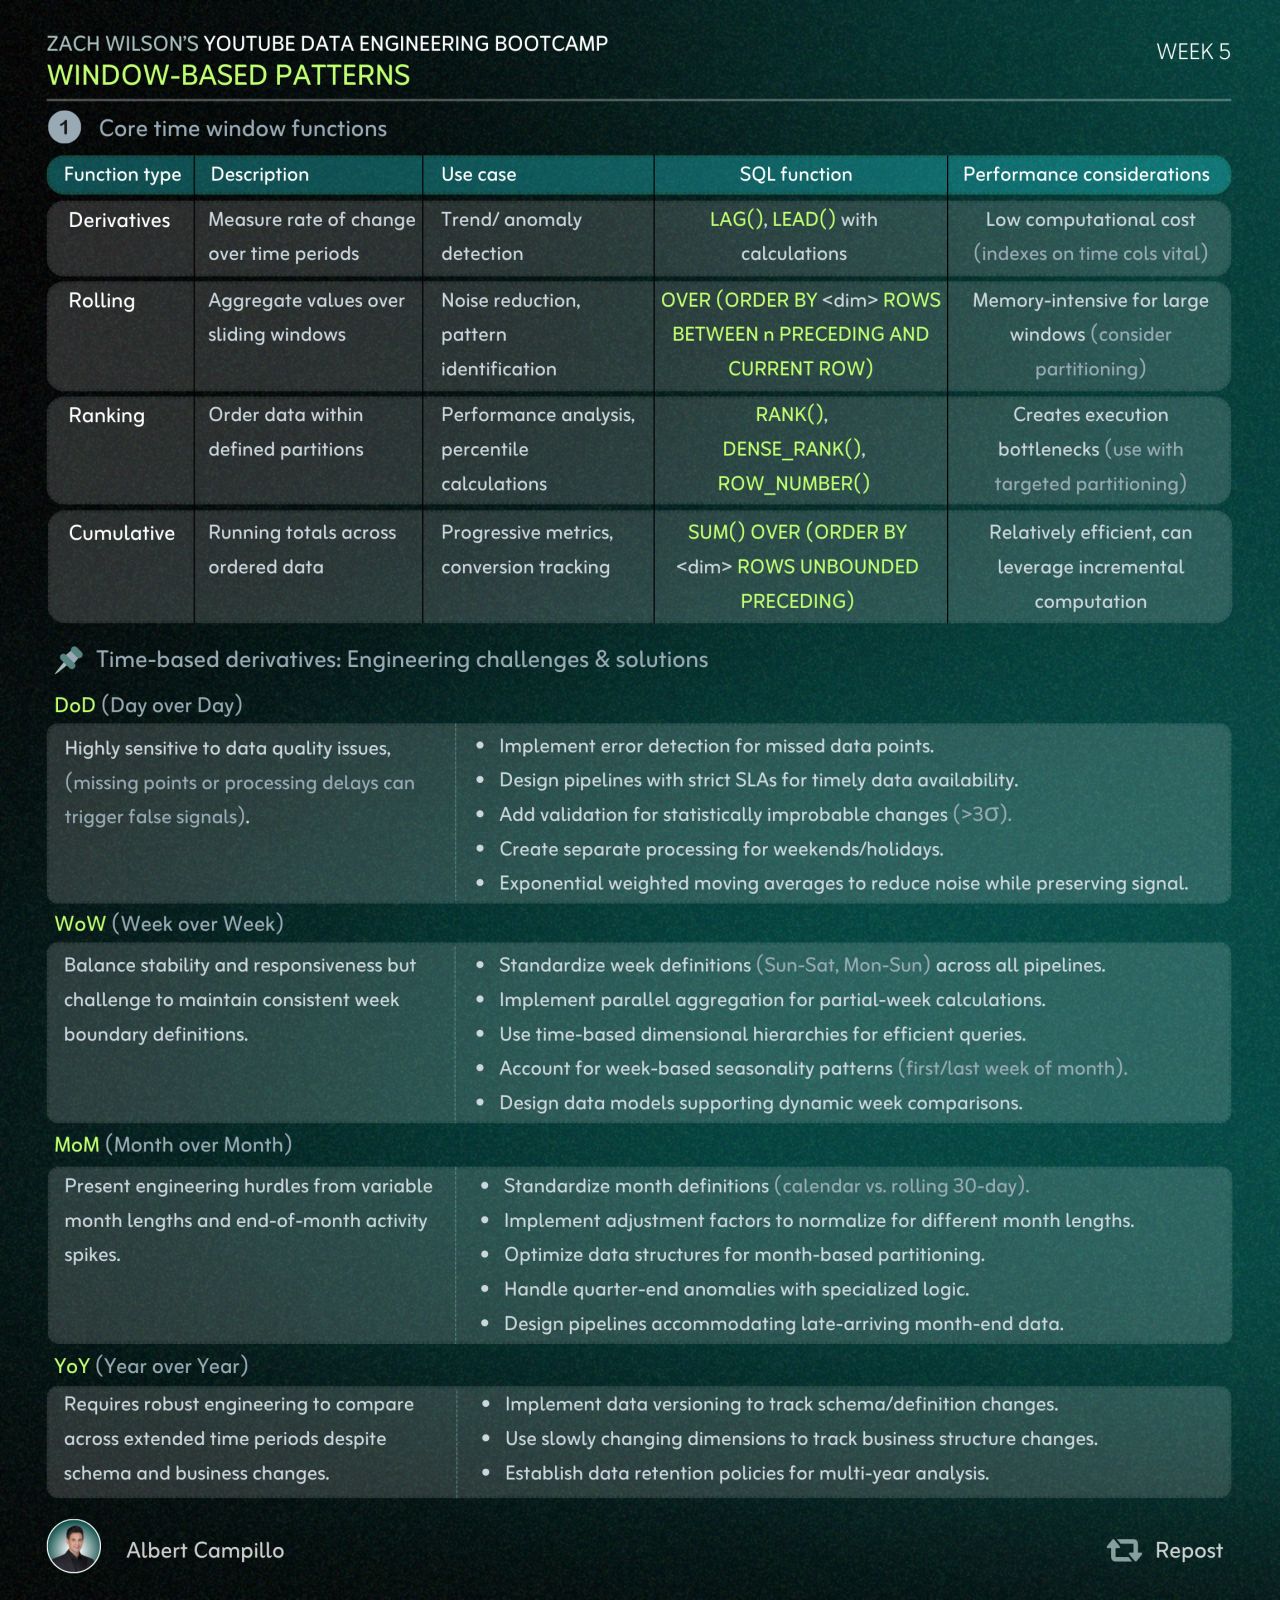 ZACH WILSON'S YOUTUBE DATA ENGINEERING BOOTCAMP
WINDOW-BASED PATTERNS
WEEK 5
1 Core time window functions
Function type
Description
Use case
SQL function
Performance considerations
Derivatives
Measure rate of change
over time periods
Trend/ anomaly
detection
LAG(), LEAD() with
calculations
Low computational cost
(indexes on time cols vital)
Rolling
Aggregate values over
sliding windows
Noise reduction,
pattern
identification
OVER (ORDER BY <dim> ROWS
BETWEEN n PRECEDING AND
CURRENT ROW)
Memory-intensive for large
windows (consider
partitioning)
Ranking
Order data within
defined partitions
Performance analysis,
percentile
calculations
RANK(),
DENSE_RANK(),
ROW_NUMBER()
Creates execution
bottlenecks (use with
targeted partitioning)
Cumulative
Running totals across
ordered data
Progressive metrics,
conversion tracking
SUM() OVER (ORDER BY
<dim> ROWS UNBOUNDED
PRECEDING)
Relatively efficient, can
leverage incremental
computation
Time-based derivatives: Engineering challenges & solutions
DoD (Day over Day)
Highly sensitive to data quality issues,
(missing points or processing delays can
trigger false signals).
• Implement error detection for missed data points.
• Design pipelines with strict SLAs for timely data availability.
• Add validation for statistically improbable changes (>3σ).
• Create separate processing for weekends/holidays.
• Exponential weighted moving averages to reduce noise while preserving signal.
WoW (Week over Week)
Balance stability and responsiveness but
challenge to maintain consistent week
boundary definitions.
• Standardize week definitions (Sun-Sat, Mon-Sun) across all pipelines.
• Implement parallel aggregation for partial-week calculations.
• Use time-based dimensional hierarchies for efficient queries.
• Account for week-based seasonality patterns (first/last week of month).
• Design data models supporting dynamic week comparisons.
MoM (Month over Month)
Present engineering hurdles from variable
month lengths and end-of-month activity
spikes.
• Standardize month definitions (calendar vs. rolling 30-day).
• Implement adjustment factors to normalize for different month lengths.
• Optimize data structures for month-based partitioning.
• Handle quarter-end anomalies with specialized logic.
• Design pipelines accommodating late-arriving month-end data.
YoY (Year over Year)
Requires robust engineering to compare
across extended time periods despite
schema and business changes.
• Implement data versioning to track schema/definition changes.
• Use slowly changing dimensions to track business structure changes.
• Establish data retention policies for multi-year analysis.
Albert Campillo
Repost